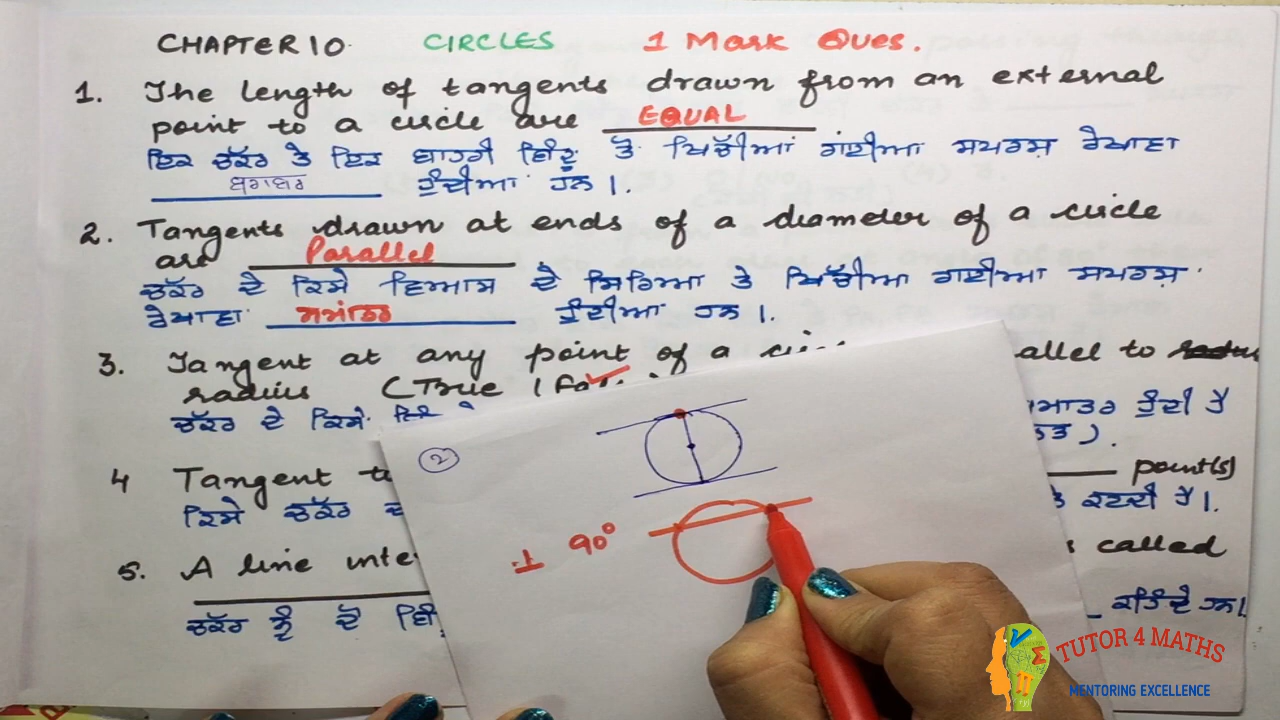 CHAPTER 10. CIRCLES 1 Mark Ques.
1. The length of tangents drawn from an external
point to a circle are EQUAL
ਇਕ ਚੱਕਰ ਤੇ ਇਕ ਬਾਹਰੀ ਬਿੰਦੂ ਤੋਂ ਖਿੱਚੀਆਂ ਗਈਆ ਸਪਰਸ਼ ਰੇਖਾਵਾ
ਬਰਾਬਰ ਹੁੰਦੀਆਂ ਹਨ।.
2. Tangents drawn at ends of a diameter of a circle
are Parallel
ਚੱਕਰ ਦੇ ਕਿਸੇ ਵਿਆਸ ਦੇ ਸਿਰਿਆ ਤੇ ਖਿੱਚੀਆ ਗਈਆ ਸਪਰਸ਼
ਰੇਖਾਵਾ ਸਮਾਂਤਰ ਹੁੰਦੀਆਂ ਹਨ।.
3. Tangent at any point of a allel to
radius (True /
ਚੱਕਰ ਦੇ ਕਿਸੇ ਹੁੰਦੀ ਹੈ
4 Tangent point(s)
ਕਿਸੇ ਚੱਕਰ ਕਟਦੀ ਹੈ।.
5. A line inte called
ਚੱਕਰ ਨੂੰ ਦੋ
2
⊥ 90°
TUTOR 4 MATHS
MENTORING EXCELLENCE